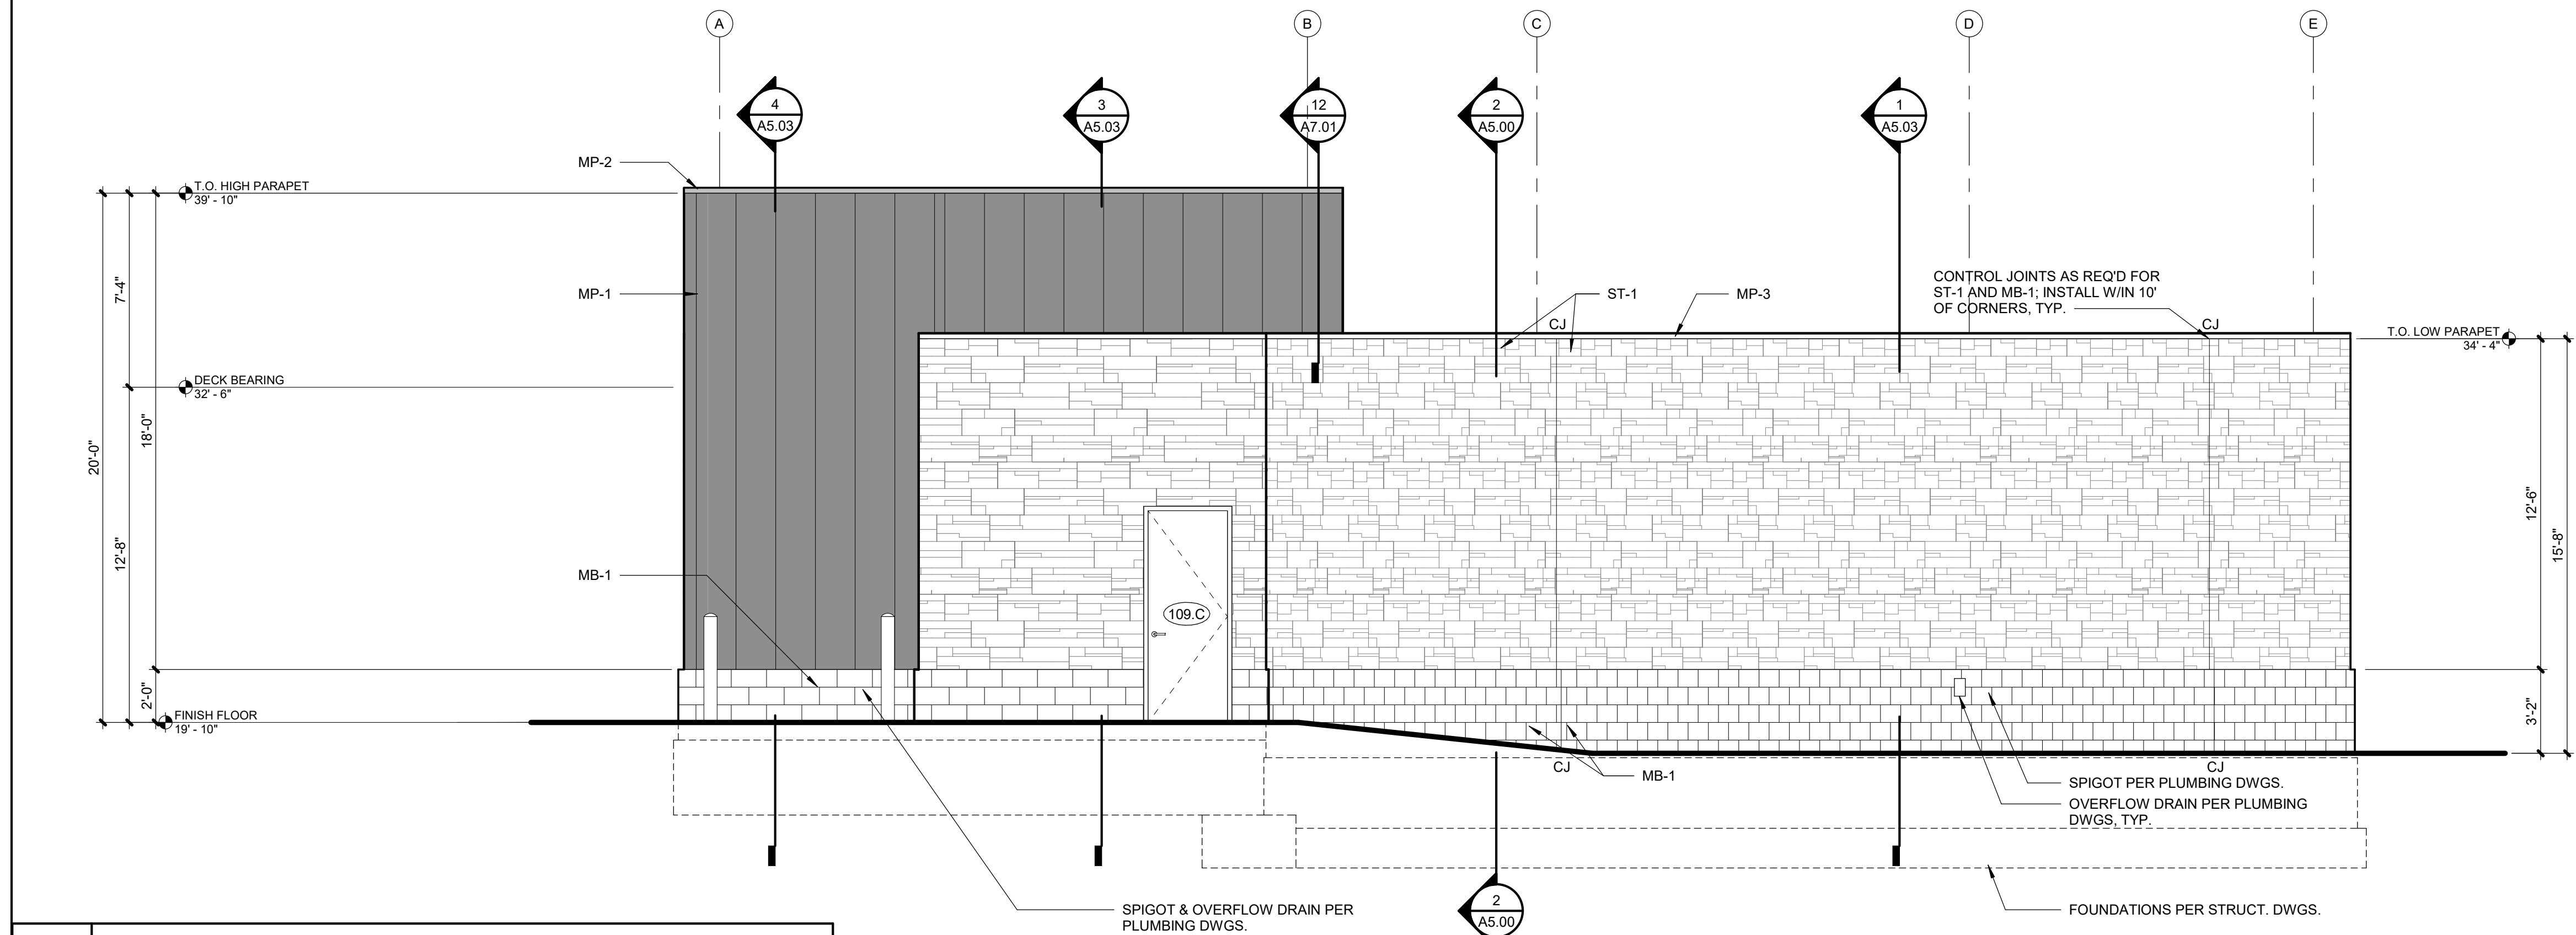 A
B
C
D
E
4
A5.03
3
A5.03
12
A7.01
2
A5.00
1
A5.03
MP-2
T.O. HIGH PARAPET
39' - 10"
MP-1
ST-1
MP-3
CONTROL JOINTS AS REQ'D FOR
ST-1 AND MB-1; INSTALL W/IN 10'
OF CORNERS, TYP.
CJ
CJ
T.O. LOW PARAPET
34' - 4"
7'-4"
DECK BEARING
32' - 6"
18'-0"
20'-0"
12'-8"
12'-6"
15'-8"
MB-1
109.C
2'-0"
3'-2"
FINISH FLOOR
19' - 10"
CJ
MB-1
CJ
SPIGOT PER PLUMBING DWGS.
OVERFLOW DRAIN PER PLUMBING
DWGS, TYP.
SPIGOT & OVERFLOW DRAIN PER
PLUMBING DWGS.
2
A5.00
FOUNDATIONS PER STRUCT. DWGS.